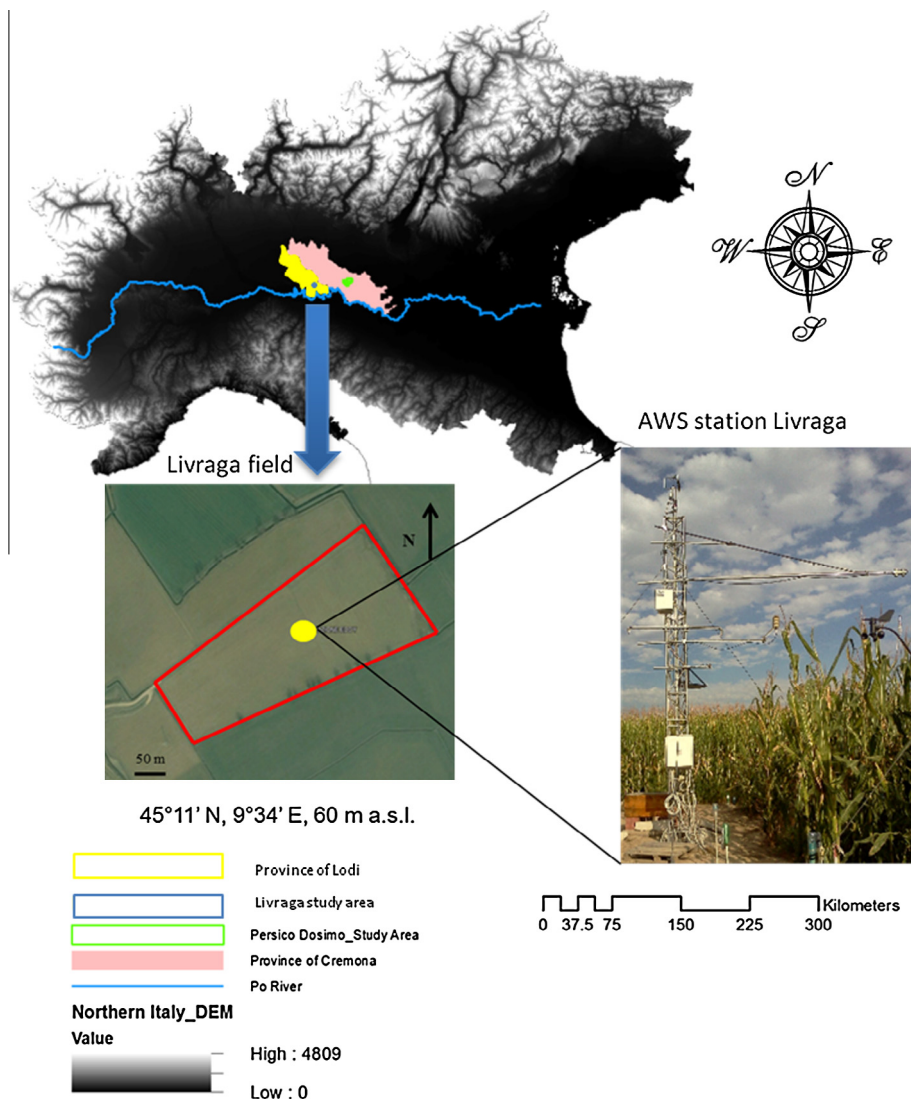 N
W
E
S
AWS station Livraga
Livraga field
N
50 m
45°11' N, 9°34' E, 60 m a.s.l.
Province of Lodi
Livraga study area
Persico Dosimo_Study Area
Province of Cremona
Po River
Northern Italy_DEM
Value
High : 4809
Low : 0
Kilometers
0 37.5 75 150 225 300